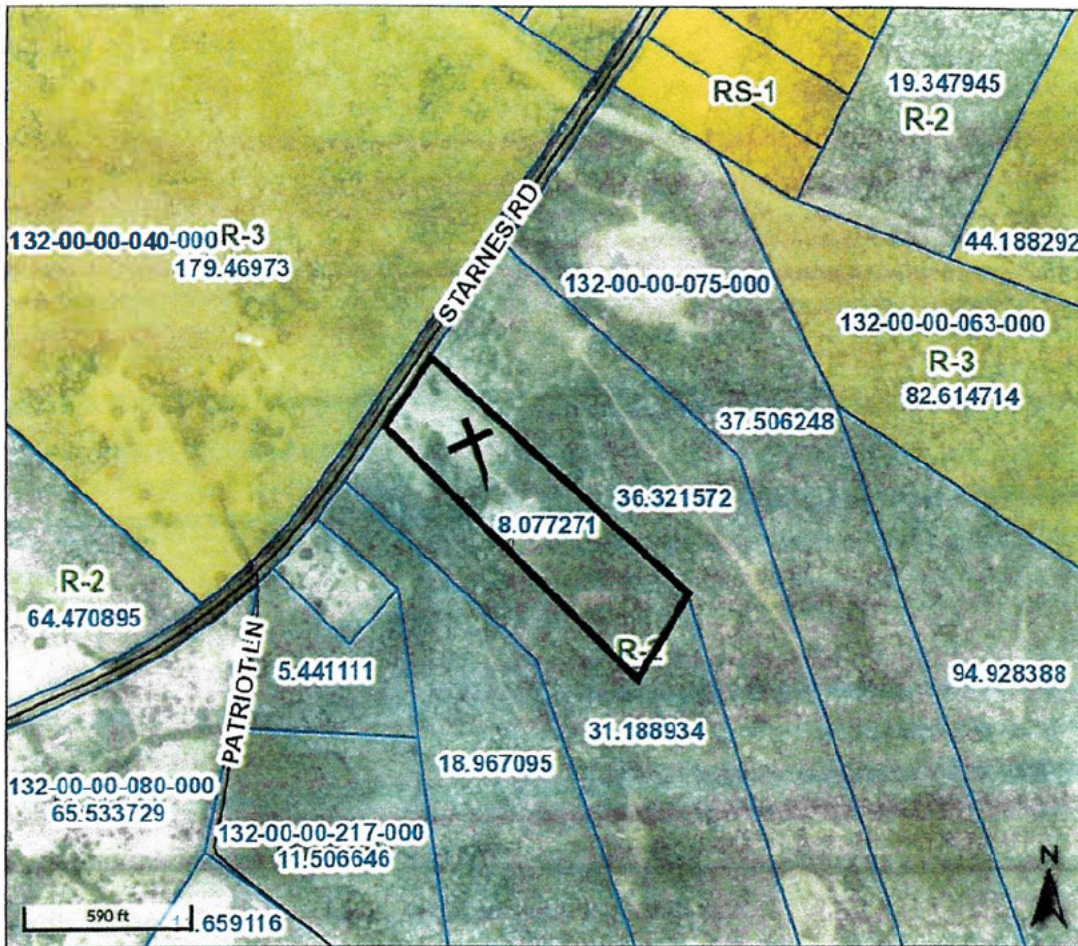 RS-1
19.347945
R-2
STARNES RD
132-00-00-040-000 R-3
179.46973
44.188292
132-00-00-075-000
132-00-00-063-000
R-3
82.614714
37.506248
36.321572
8.077271
R-2
64.470895
R-2
5.441111
94.928388
PATRIOT LN
31.188934
18.967095
132-00-00-080-000
65.533729
132-00-00-217-000
11.506646
N
590 ft
.659116